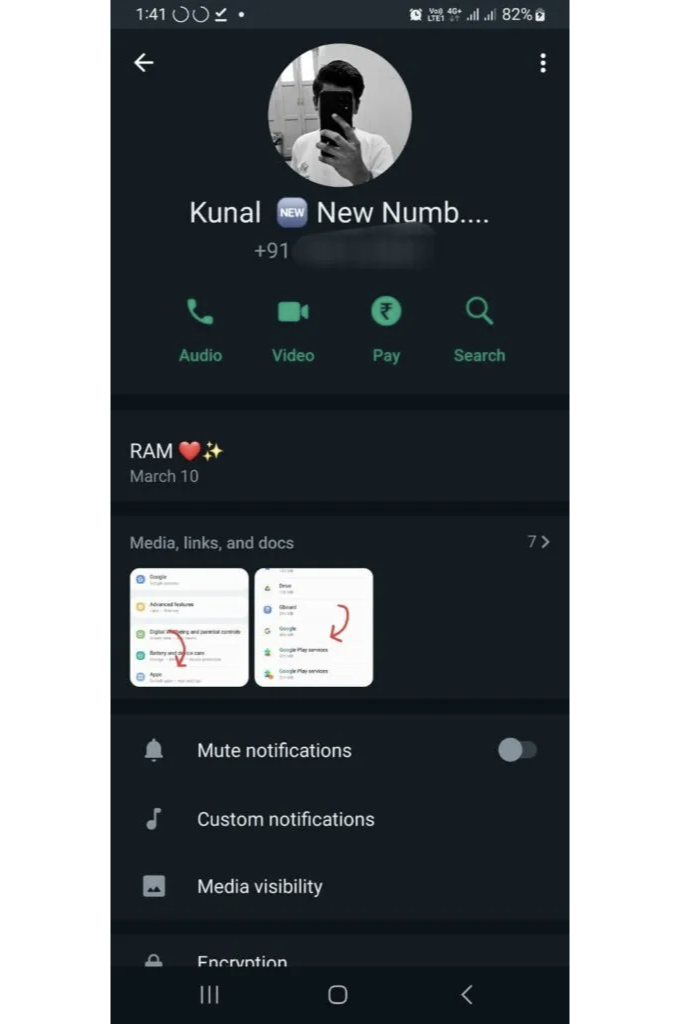 1:41 82%
Kunal 🆕 New Numb....
+91
Audio Video Pay Search
RAM ❤️✨
March 10
Media, links, and docs 7
Google
Advanced features
Digital Wellbeing and parental controls
Battery and device care
Apps
Drive
Gboard
Google
Google Play services
Google Play services
Mute notifications
Custom notifications
Media visibility
Encryption